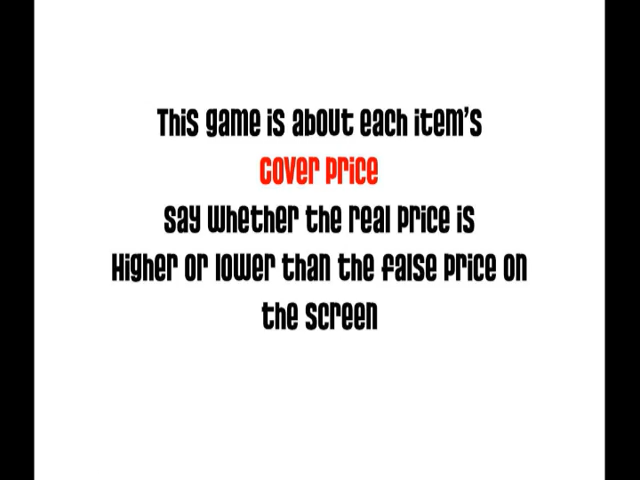 This game is about each item's
cover price
Say whether the real price is
Higher or lower than the false price on
the screen